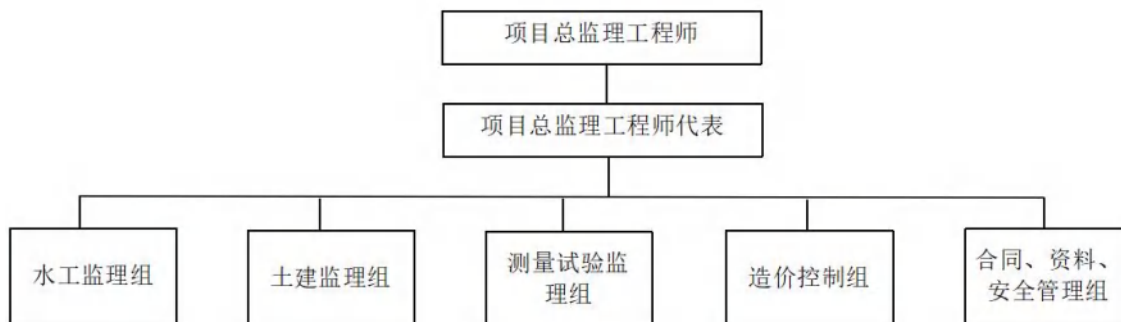 项目总监理工程师
项目总监理工程师代表
水工监理组
土建监理组
测量试验监
理组
造价控制组
合同、资料、
安全管理组